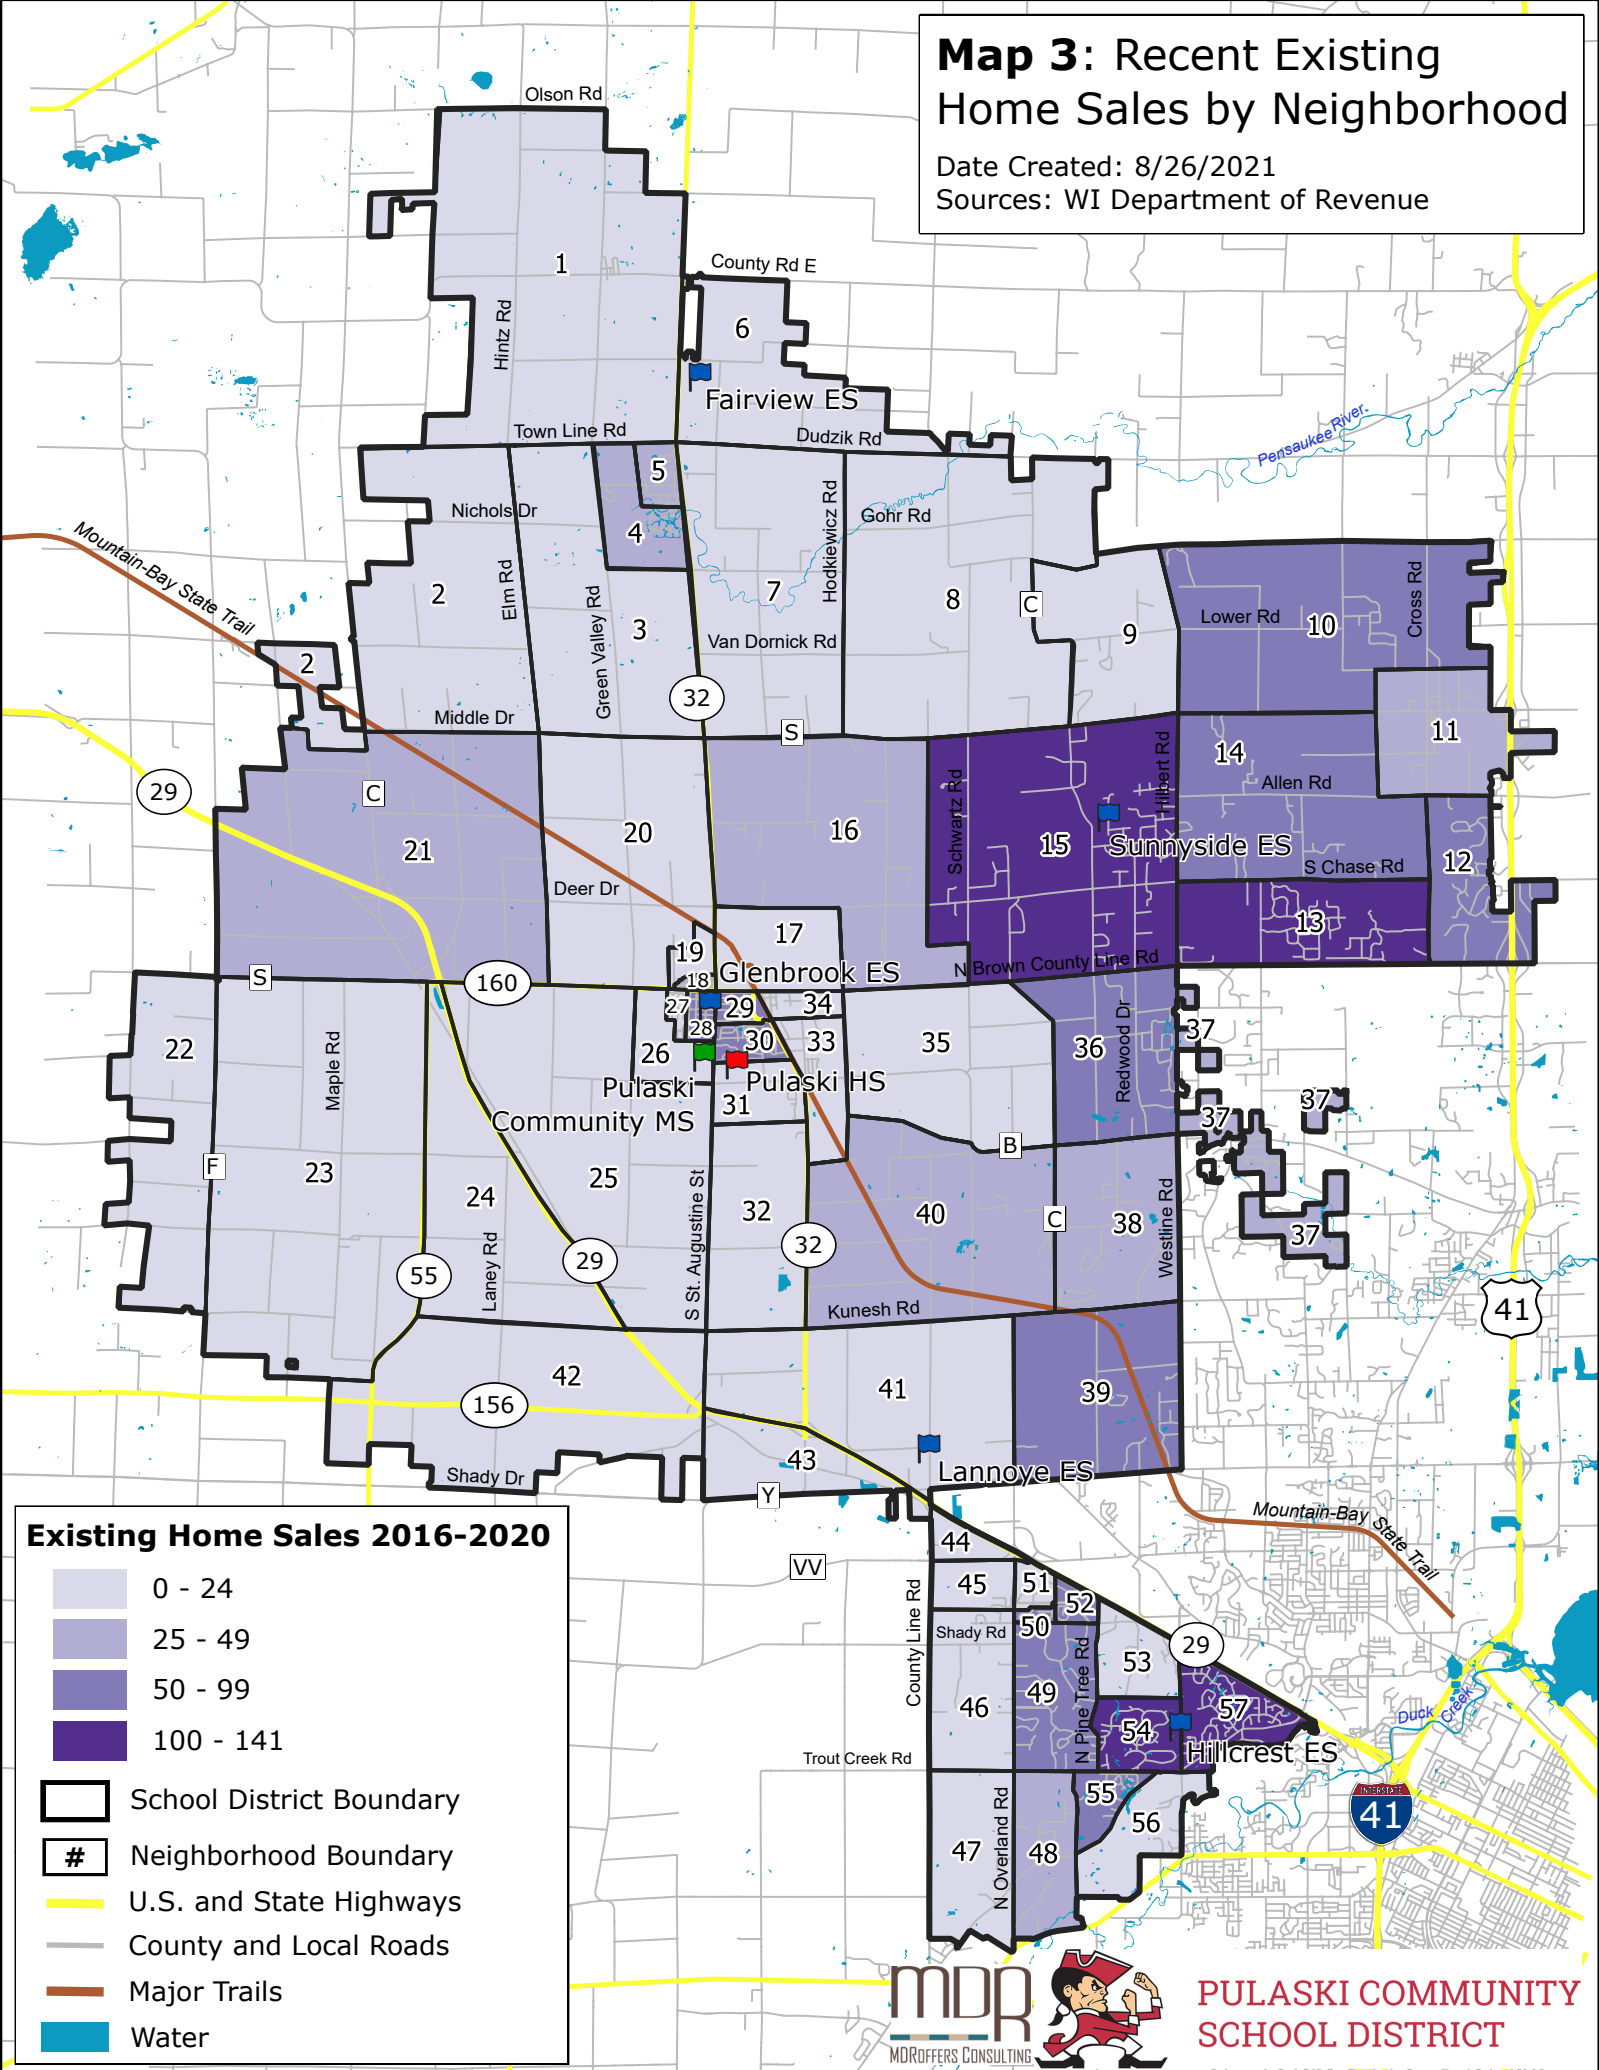 Map 3: Recent Existing
Home Sales by Neighborhood
Date Created: 8/26/2021
Sources: WI Department of Revenue
Olson Rd
1
County Rd E
Hintz Rd
6
Fairview ES
Town Line Rd
Dudzik Rd
Pensaukee River
5
Nichols Dr
Hodkiewicz Rd
Gohr Rd
4
Mountain-Bay State Trail
2
Elm Rd
Green Valley Rd
3
7
8
C
9
Lower Rd
10
Cross Rd
Van Dornick Rd
2
32
Middle Dr
S
11
14
29
C
Allen Rd
Schwartz Rd
Hilbert Rd
21
20
16
15
Sunnyside ES
S Chase Rd
12
Deer Dr
17
13
19
N Brown County Line Rd
S
160
18
Glenbrook ES
27
29
34
37
22
Maple Rd
26
28
30
33
35
36
Redwood Dr
Pulaski
Community MS
Pulaski HS
31
37
37
F
23
B
24
25
S St. Augustine St
32
40
C
38
Westline Rd
37
55
Laney Rd
29
32
Kunesh Rd
41
42
156
41
39
43
Shady Dr
Lannoye ES
Y
Mountain-Bay State Trail
44
VV
45
51
52
County Line Rd
Shady Rd
50
29
53
46
49
N Pine Tree Rd
54
57
Duck Creek
Trout Creek Rd
Hillcrest ES
55
56
INTERSTATE
41
N Overland Rd
47
48
Existing Home Sales 2016-2020
0 - 24
25 - 49
50 - 99
100 - 141
School District Boundary
# Neighborhood Boundary
U.S. and State Highways
County and Local Roads
Major Trails
Water
MDR
MDROFFERS CONSULTING
PULASKI COMMUNITY
SCHOOL DISTRICT